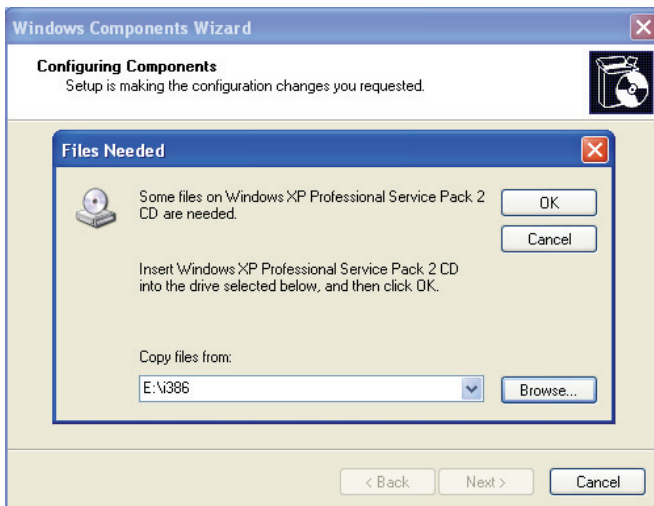 Windows Components Wizard
Configuring Components
Setup is making the configuration changes you requested.
Files Needed
Some files on Windows XP Professional Service Pack 2
CD are needed.
OK
Cancel
Insert Windows XP Professional Service Pack 2 CD
into the drive selected below, and then click OK.
Copy files from:
E:\i386
Browse...
< Back
Next >
Cancel